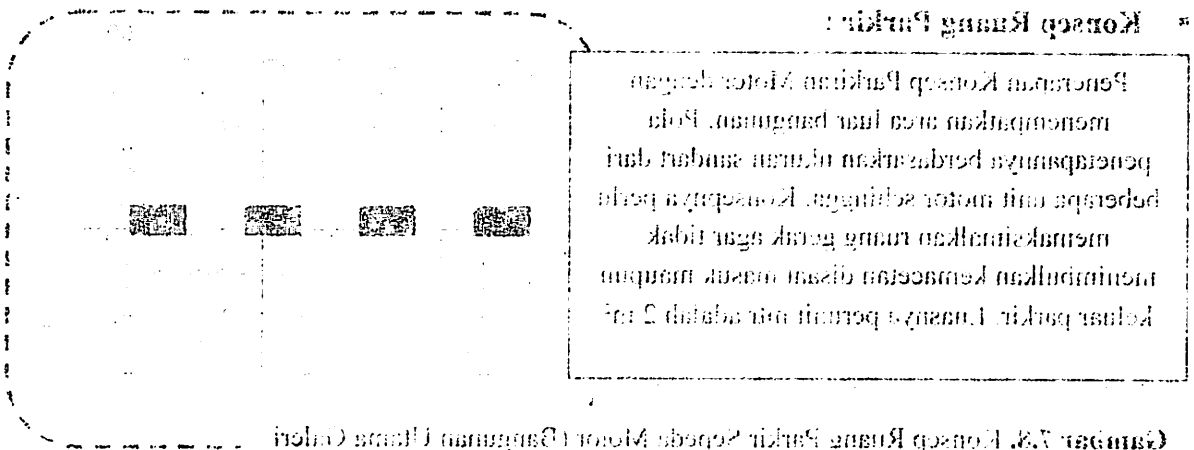 Konsep Ruang Parkir :
Penerapan Konsep Parkiran Motor dengan
menempatkan area luar bangunan. Pola
penetapannya berdasarkan ukuran sandart dari
beberapa unit motor sehingga. Konsepnya perlu
memaksimalkan ruang gerak agar tidak
menimbulkan kemacetan disaat masuk maupun
keluar parkir. Luasnya perunit adalah 2 m²
Gambar 7.8. Konsep Ruang Parkir Sepeda Motor (Bangunan Utama Galeri